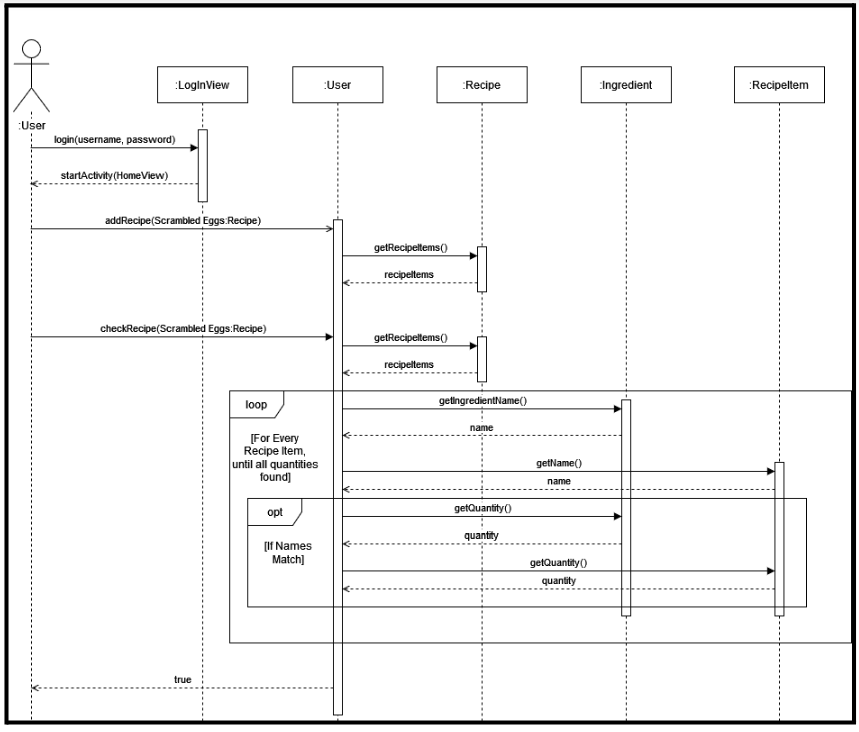 :LogInView
:User
:Recipe
:Ingredient
:RecipeItem
:User
login(username, password)
startActivity(HomeView)
addRecipe(Scrambled Eggs:Recipe)
getRecipeItems()
recipeItems
checkRecipe(Scrambled Eggs:Recipe)
getRecipeItems()
recipeItems
loop
[For Every
Recipe Item,
until all quantities
found]
getIngredientName()
name
getName()
name
opt
[If Names
Match]
getQuantity()
quantity
getQuantity()
quantity
true